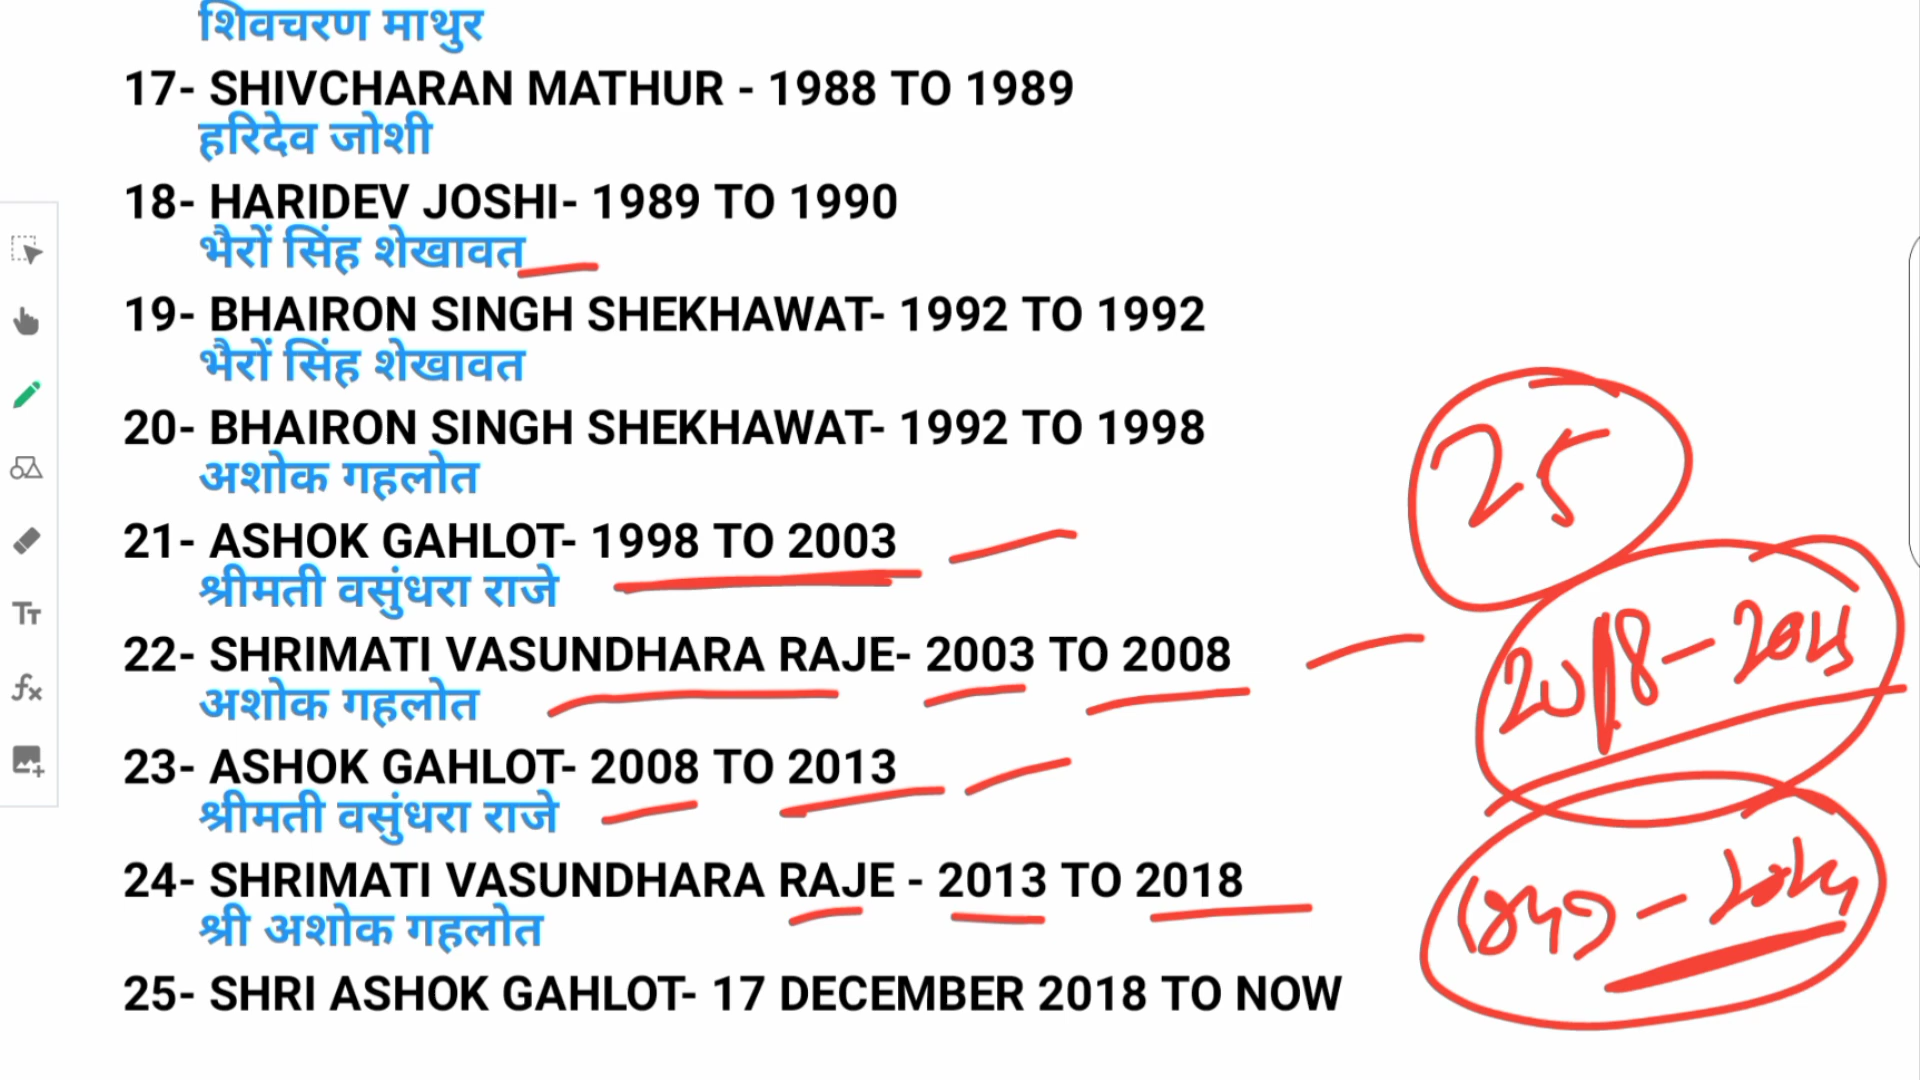 शिवचरण माथुर
17- SHIVCHARAN MATHUR - 1988 TO 1989
हरिदेव जोशी
18- HARIDEV JOSHI- 1989 TO 1990
भैरों सिंह शेखावत
19- BHAIRON SINGH SHEKHAWAT- 1992 TO 1992
भैरों सिंह शेखावत
20- BHAIRON SINGH SHEKHAWAT- 1992 TO 1998
अशोक गहलोत
21- ASHOK GAHLOT- 1998 TO 2003
श्रीमती वसुंधरा राजे
22- SHRIMATI VASUNDHARA RAJE- 2003 TO 2008
अशोक गहलोत
23- ASHOK GAHLOT- 2008 TO 2013
श्रीमती वसुंधरा राजे
24- SHRIMATI VASUNDHARA RAJE - 2013 TO 2018
श्री अशोक गहलोत
25- SHRI ASHOK GAHLOT- 17 DECEMBER 2018 TO NOW
25
2018 -
Tт
fx